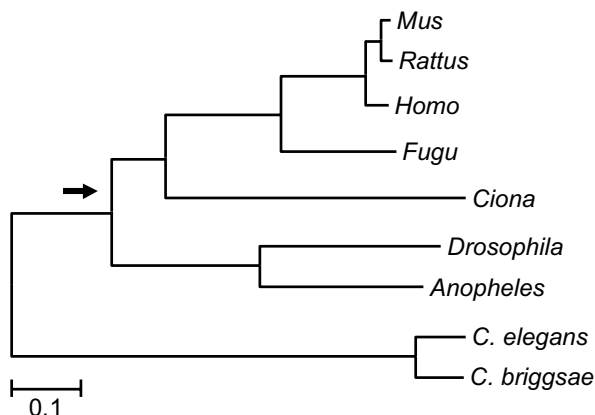 Mus
Rattus
Homo
Fugu
Ciona
Drosophila
Anopheles
C. elegans
C. briggsae
0.1